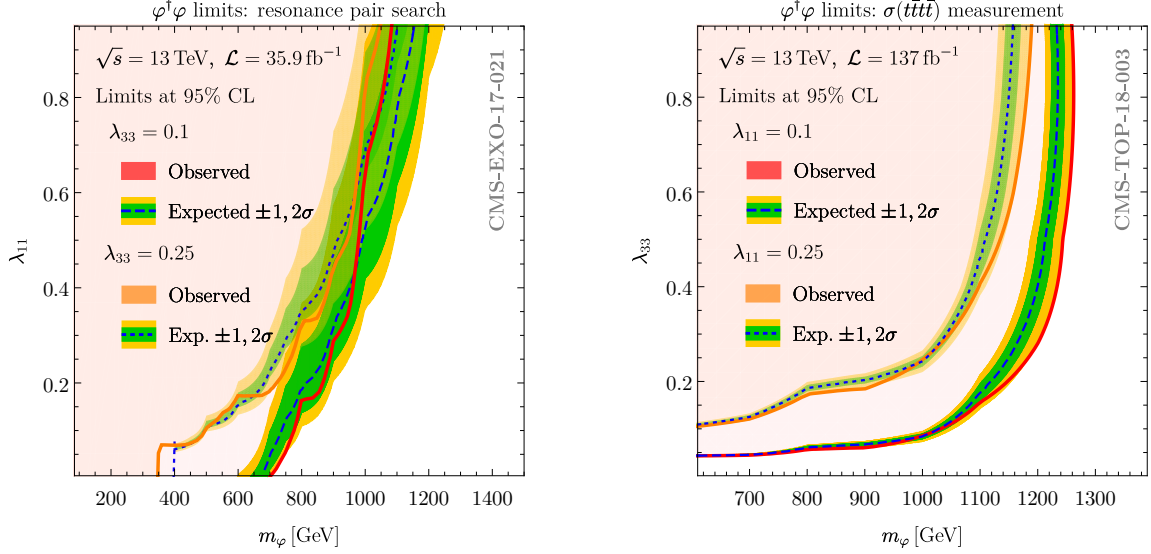 φ†φ limits: resonance pair search
√s = 13 TeV, 𝓛 = 35.9 fb⁻¹
Limits at 95% CL
λ₃₃ = 0.1
Observed
Expected ±1, 2σ
λ₃₃ = 0.25
Observed
Exp. ±1, 2σ
CMS-EXO-17-021
λ₁₁
0.8
0.6
0.4
0.2
200 400 600 800 1000 1200 1400
m_φ [GeV]
φ†φ limits: σ(tt̄tt̄) measurement
√s = 13 TeV, 𝓛 = 137 fb⁻¹
Limits at 95% CL
λ₁₁ = 0.1
Observed
Expected ±1, 2σ
λ₁₁ = 0.25
Observed
Exp. ±1, 2σ
CMS-TOP-18-003
λ₃₃
0.8
0.6
0.4
0.2
700 800 900 1000 1100 1200 1300
m_φ [GeV]